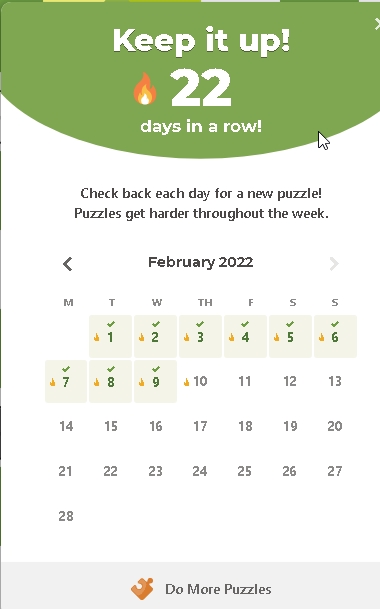 Keep it up!
22
days in a row!
Check back each day for a new puzzle!
Puzzles get harder throughout the week.
February 2022
M T W TH F S S
1 2 3 4 5 6
7 8 9 10 11 12 13
14 15 16 17 18 19 20
21 22 23 24 25 26 27
28
Do More Puzzles